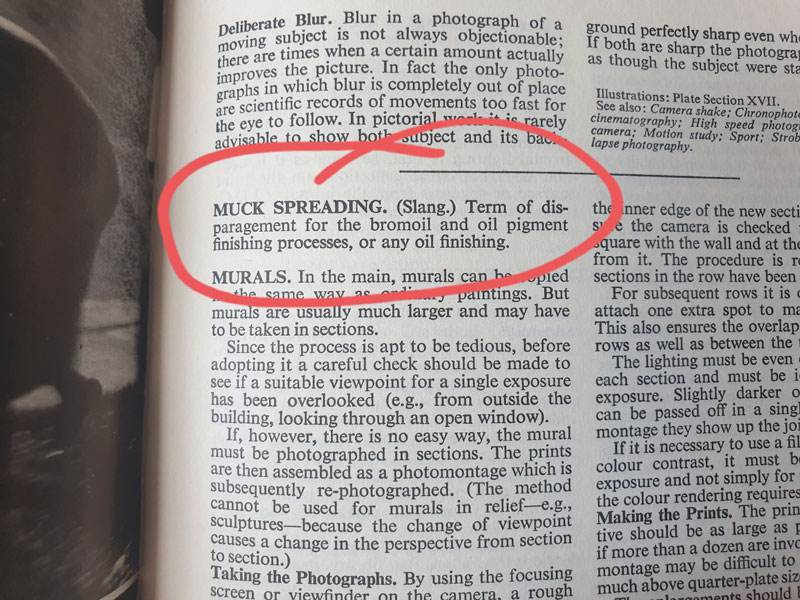 Deliberate Blur. Blur in a photograph of a
moving subject is not always objectionable;
there are times when a certain amount actually
improves the picture. In fact the only photo-
graphs in which blur is completely out of place
are scientific records of movements too fast for
the eye to follow. In pictorial work it is rarely
advisable to show both subject and its back-
MUCK SPREADING. (Slang.) Term of dis-
paragement for the bromoil and oil pigment
finishing processes, or any oil finishing.
MURALS. In the main, murals can be copied
in the same way as ordinary paintings. But
murals are usually much larger and may have
to be taken in sections.
Since the process is apt to be tedious, before
adopting it a careful check should be made to
see if a suitable viewpoint for a single exposure
has been overlooked (e.g., from outside the
building, looking through an open window).
If, however, there is no easy way, the mural
must be photographed in sections. The prints
are then assembled as a photomontage which is
subsequently re-photographed. (The method
cannot be used for murals in relief—e.g.,
sculptures—because the change of viewpoint
causes a change in the perspective from section
to section.)
Taking the Photographs. By using the focusing
screen or viewfinder on the camera, a rough
ground perfectly sharp even
If both are sharp the
as though the subject were
Illustrations: Plate Section XVII.
See also: Camera shake;
cinematography; High speed
camera; Motion study; Sport;
lapse photography.
the inner edge of the new
sure the camera is checked
square with the wall and at
from it. The procedure is
sections in the row have been
For subsequent rows it is
attach one extra spot to
This also ensures the
rows as well as between the
The lighting must be even
each section and must be
exposure. Slightly darker
can be passed off in a
montage they show up the
If it is necessary to use a
colour contrast, it must
exposure and not simply for
the colour rendering requires
Making the Prints. The
tive should be as large as
if more than a dozen are
montage may be difficult to
much above quarter-plate